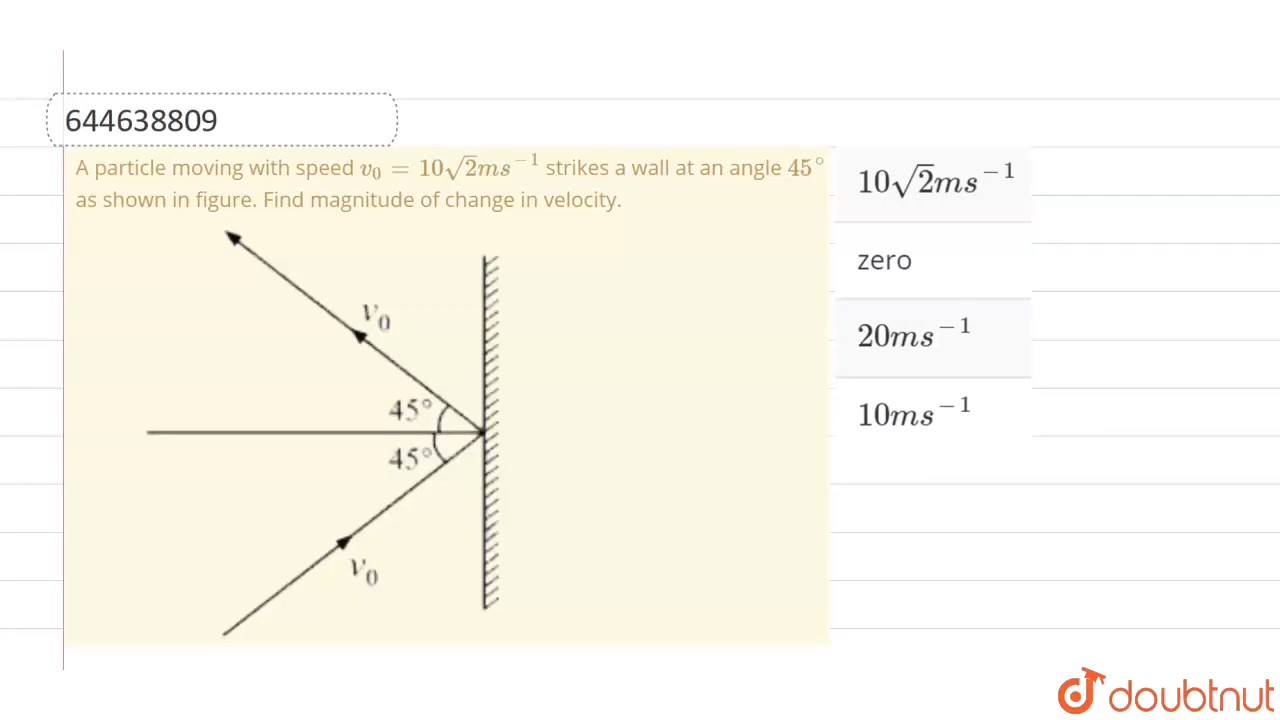 644638809
A particle moving with speed v₀ = 10√2ms⁻¹ strikes a wall at an angle 45°
as shown in figure. Find magnitude of change in velocity.
v₀
45°
45°
v₀
10√2ms⁻¹
zero
20ms⁻¹
10ms⁻¹
doubtnut